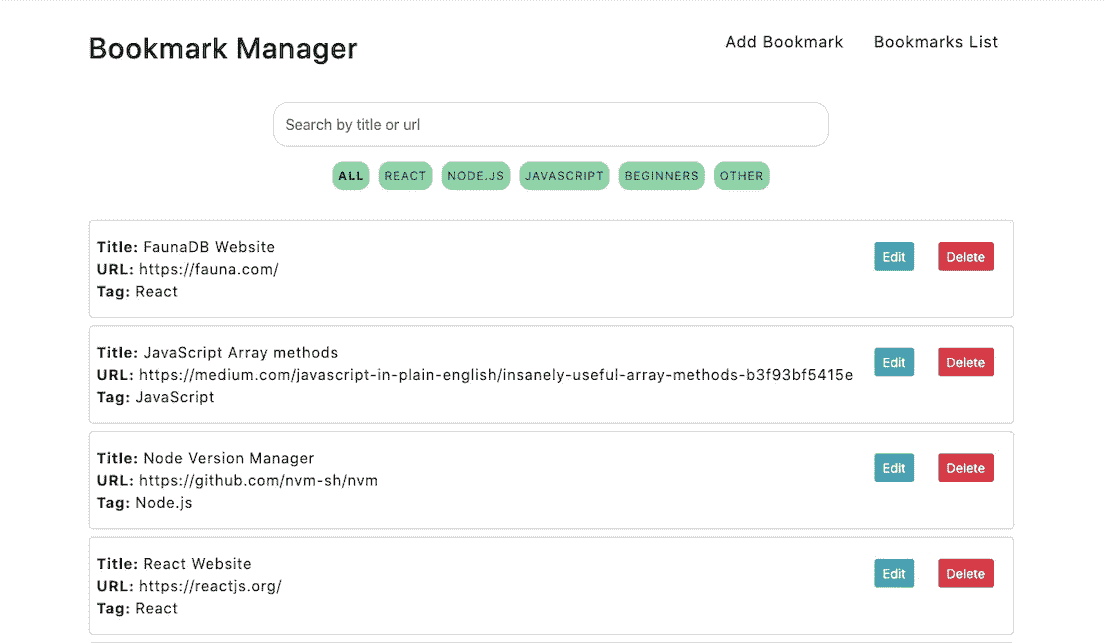 Bookmark Manager
Add Bookmark
Bookmarks List
Search by title or url
ALL REACT NODE.JS JAVASCRIPT BEGINNERS OTHER
Title: FaunaDB Website
URL: https://fauna.com/
Tag: React
Edit Delete
Title: JavaScript Array methods
URL: https://medium.com/javascript-in-plain-english/insanely-useful-array-methods-b3f93bf5415e
Tag: JavaScript
Edit Delete
Title: Node Version Manager
URL: https://github.com/nvm-sh/nvm
Tag: Node.js
Edit Delete
Title: React Website
URL: https://reactjs.org/
Tag: React
Edit Delete